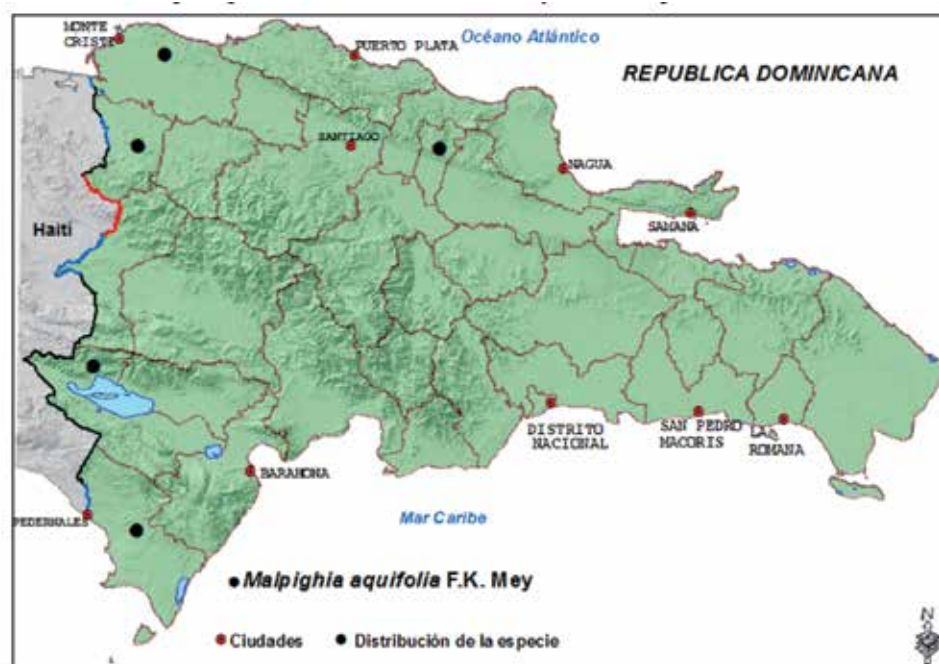 MONTE
CRISTI
Océano Atlántico
PUERTO PLATA
REPUBLICA DOMINICANA
SANTIAGO
NAGUA
SAMANA
Haití
DISTRITO
NACIONAL
SAN PEDRO
MACORIS
LA
ROMANA
BARAHONA
PEDERNALES
Mar Caribe
Malpighia aquifolia F.K. Mey
Ciudades
Distribución de la especie